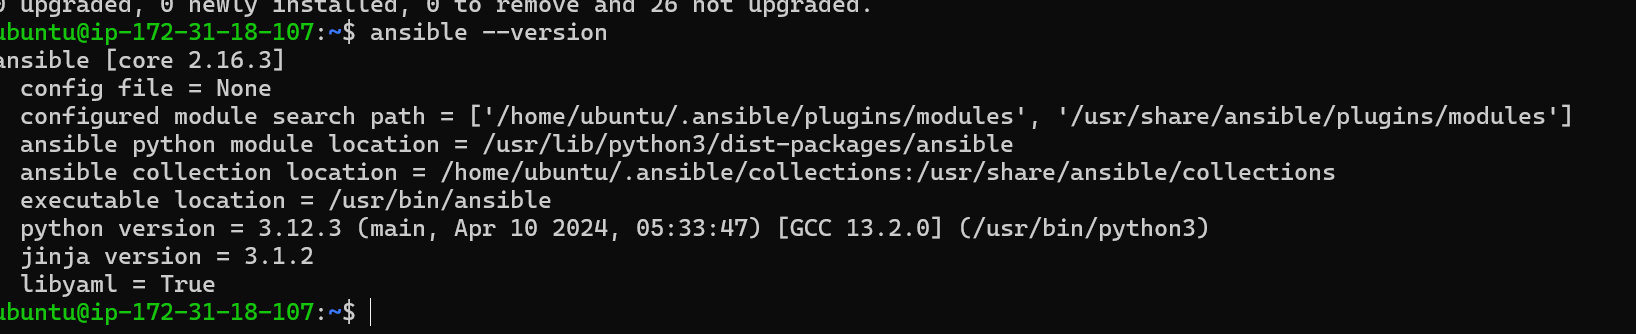 0 upgraded, 0 newly installed, 0 to remove and 26 not upgraded.
ubuntu@ip-172-31-18-107:~$ ansible --version
ansible [core 2.16.3]
  config file = None
  configured module search path = ['/home/ubuntu/.ansible/plugins/modules', '/usr/share/ansible/plugins/modules']
  ansible python module location = /usr/lib/python3/dist-packages/ansible
  ansible collection location = /home/ubuntu/.ansible/collections:/usr/share/ansible/collections
  executable location = /usr/bin/ansible
  python version = 3.12.3 (main, Apr 10 2024, 05:33:47) [GCC 13.2.0] (/usr/bin/python3)
  jinja version = 3.1.2
  libyaml = True
ubuntu@ip-172-31-18-107:~$